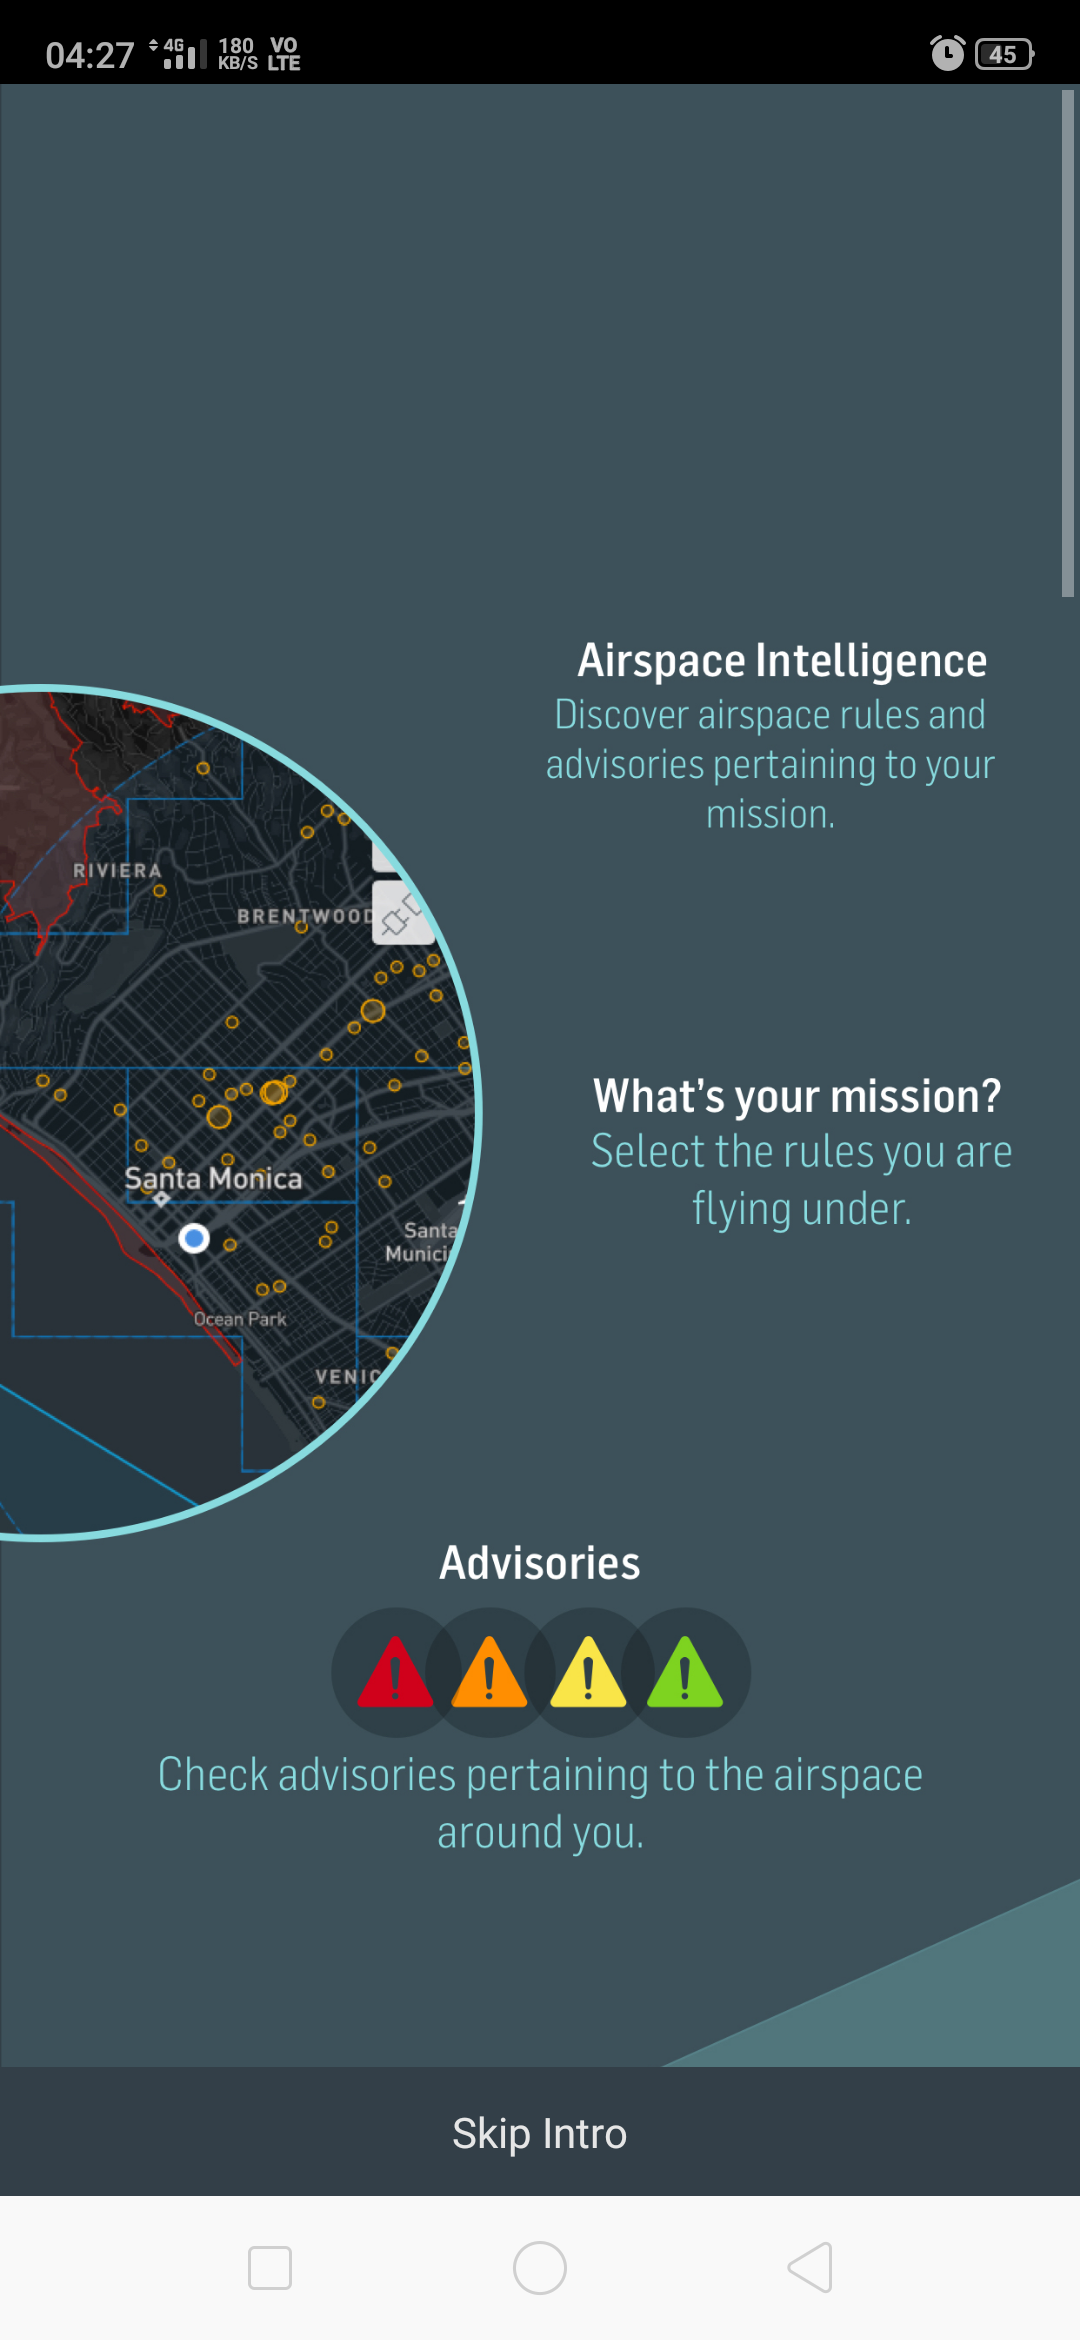 04:27 4G 180 KB/S VO LTE 45
Airspace Intelligence
Discover airspace rules and
advisories pertaining to your
mission.
RIVIERA
BRENTWOOD
What's your mission?
Select the rules you are
flying under.
Santa Monica
Santa
Ocean Park
Advisories
Check advisories pertaining to the airspace
around you.
Skip Intro